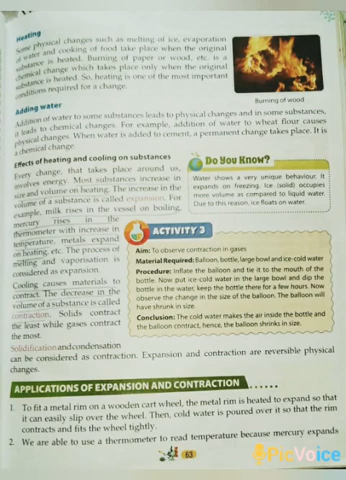 Heating
Some physical changes such as melting of ice, evaporation
of water and cooking of food take place when the original
substance is heated. Burning of paper or wood, etc. is a
chemical change which takes place only when the original
substance is heated. So, heating is one of the most important
conditions required for a change.
Burning of wood
Adding water
Addition of water to some substances leads to physical changes and in some substances,
it leads to chemical changes. For example, addition of water to wheat flour causes
physical changes. When water is added to cement, a permanent change takes place. It is
a chemical change.
Effects of heating and cooling on substances
Every change, that takes place around us,
involves energy. Most substances increase in
size and volume on heating. The increase in the
volume of a substance is called expansion. For
example, milk rises in the vessel on boiling,
mercury rises in the
thermometer with increase in
temperature, metals expand
on heating, etc. The process of
melting and vaporisation is
considered as expansion.
Cooling causes materials to
contract. The decrease in the
volume of a substance is called
contraction. Solids contract
the least while gases contract
the most.
Solidification and condensation
can be considered as contraction. Expansion and contraction are reversible physical
changes.
Do You Know?
Water shows a very unique behaviour. It
expands on freezing. Ice (solid) occupies
more volume as compared to liquid water.
Due to this reason, ice floats on water.
ACTIVITY 3
Aim: To observe contraction in gases
Material Required: Balloon, bottle, large bowl and ice-cold water
Procedure: Inflate the balloon and tie it to the mouth of the
bottle. Now put ice-cold water in the large bowl and dip the
bottle in the water, keep the bottle there for a few hours. Now
observe the change in the size of the balloon. The balloon will
have shrunk in size.
Conclusion: The cold water makes the air inside the bottle and
the balloon contract, hence, the balloon shrinks in size.
APPLICATIONS OF EXPANSION AND CONTRACTION
1. To fit a metal rim on a wooden cart wheel, the metal rim is heated to expand so that
it can easily slip over the wheel. Then, cold water is poured over it so that the rim
contracts and fits the wheel tightly.
2. We are able to use a thermometer to read temperature because mercury expands
63
PicVoice